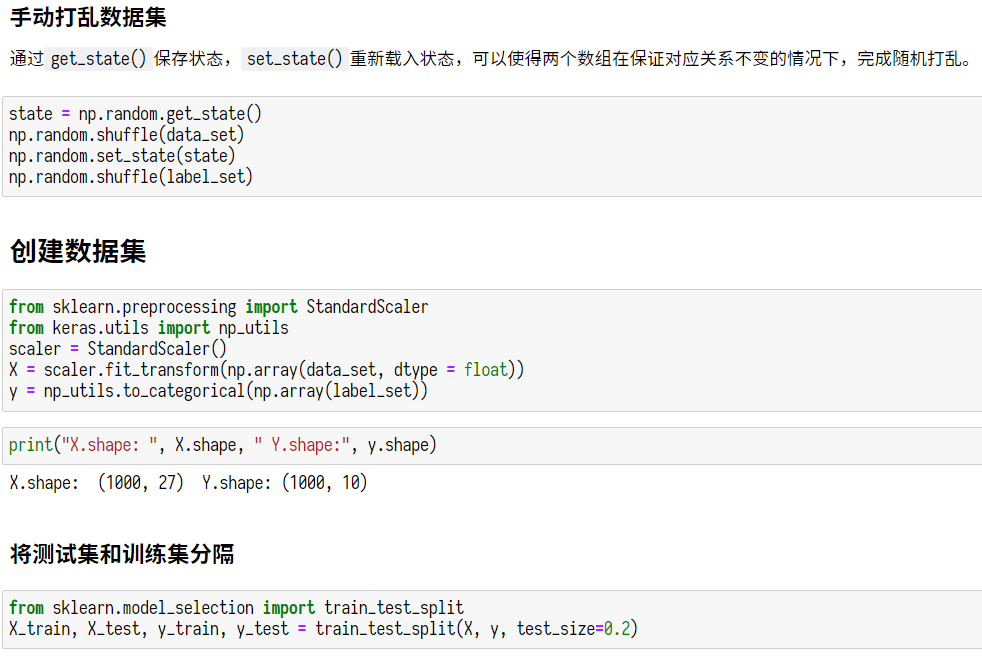 手动打乱数据集
通过 get_state() 保存状态， set_state() 重新载入状态，可以使得两个数组在保证对应关系不变的情况下，完成随机打乱。
state = np.random.get_state()
np.random.shuffle(data_set)
np.random.set_state(state)
np.random.shuffle(label_set)
创建数据集
from sklearn.preprocessing import StandardScaler
from keras.utils import np_utils
scaler = StandardScaler()
X = scaler.fit_transform(np.array(data_set, dtype = float))
y = np_utils.to_categorical(np.array(label_set))
print("X.shape: ", X.shape, " Y.shape:", y.shape)
X.shape:  (1000, 27)  Y.shape: (1000, 10)
将测试集和训练集分隔
from sklearn.model_selection import train_test_split
X_train, X_test, y_train, y_test = train_test_split(X, y, test_size=0.2)